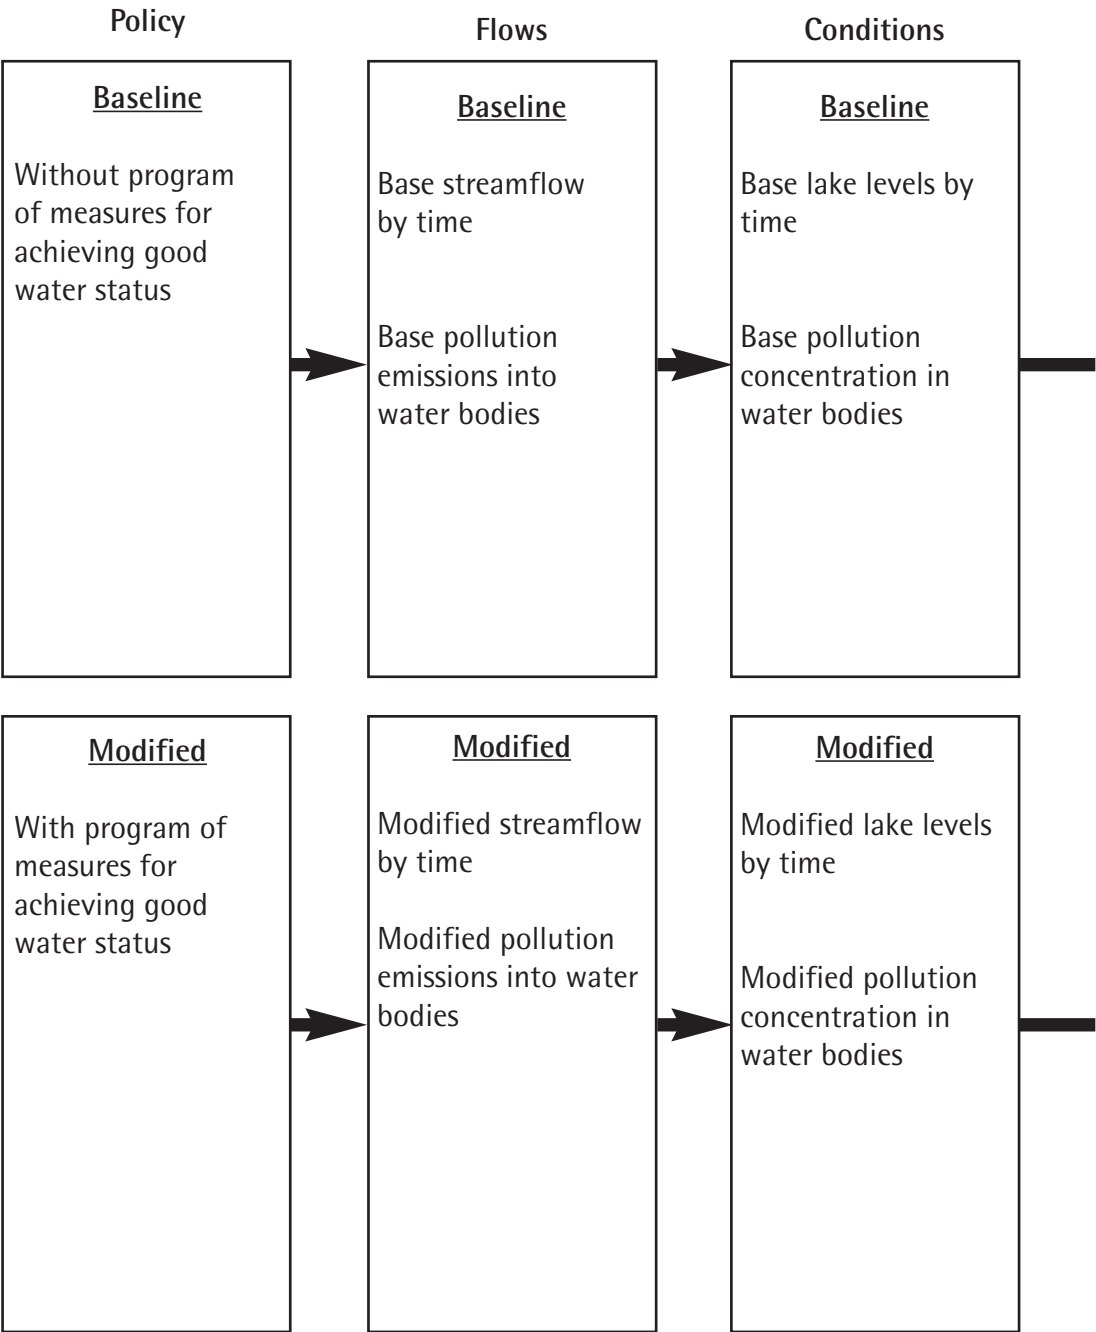 Policy
Flows
Conditions
Baseline
Without program
of measures for
achieving good
water status
Baseline
Base streamflow
by time
Base pollution
emissions into
water bodies
Baseline
Base lake levels by
time
Base pollution
concentration in
water bodies
Modified
With program of
measures for
achieving good
water status
Modified
Modified streamflow
by time
Modified pollution
emissions into water
bodies
Modified
Modified lake levels
by time
Modified pollution
concentration in
water bodies